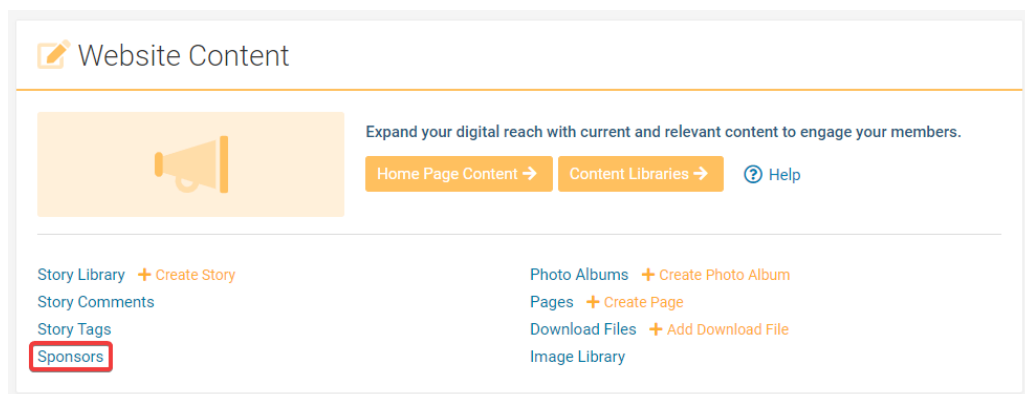 Website Content
Expand your digital reach with current and relevant content to engage your members.
Home Page Content → Content Libraries → ? Help
Story Library + Create Story
Story Comments
Story Tags
Sponsors
Photo Albums + Create Photo Album
Pages + Create Page
Download Files + Add Download File
Image Library